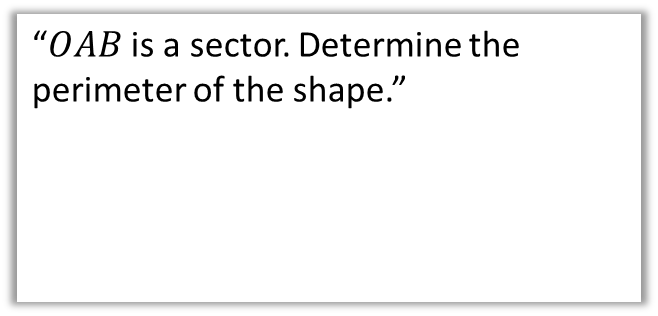 “OAB is a sector. Determine the
perimeter of the shape.”